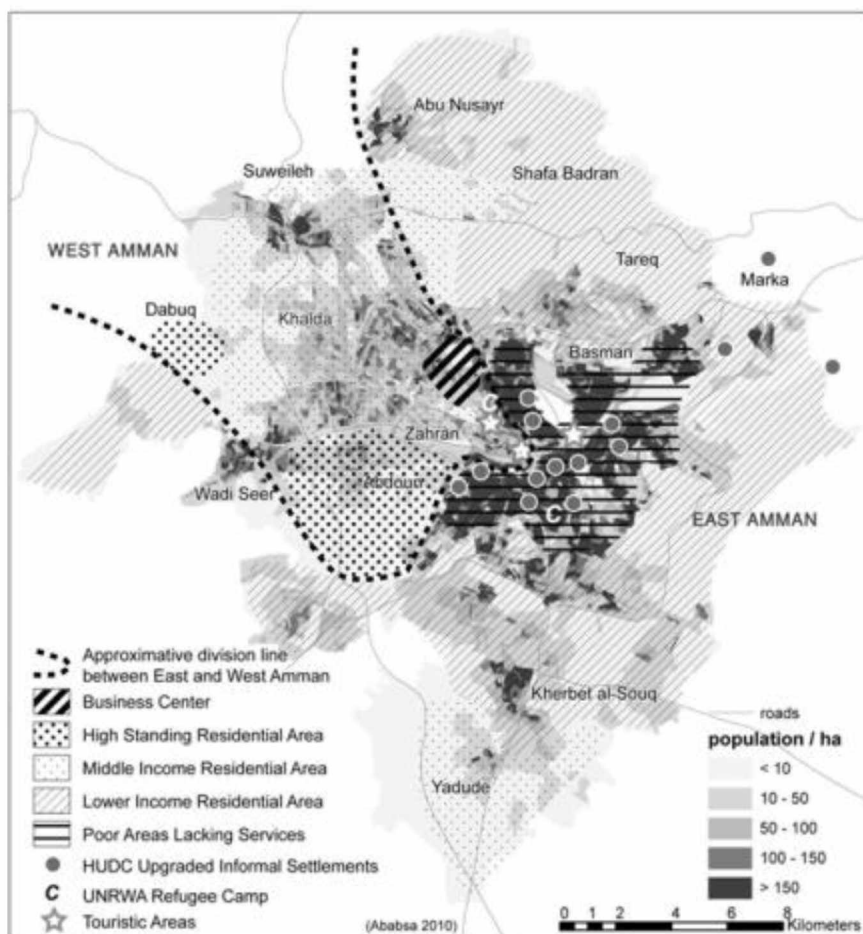 Abu Nusayr
Suweileh
Shafa Badran
WEST AMMAN
Tareq
Marka
Dabuq
Khalda
Basman
Zahran
Wadi Seer
Abdoun
EAST AMMAN
Kherbet al-Souq
Yadude
Approximative division line
between East and West Amman
Business Center
High Standing Residential Area
Middle Income Residential Area
Lower Income Residential Area
Poor Areas Lacking Services
HUDC Upgraded Informal Settlements
C UNRWA Refugee Camp
Touristic Areas
(Ababsa 2010)
roads
population / ha
< 10
10 - 50
50 - 100
100 - 150
> 150
0 1 2 4 6 8
Kilometers
C
C